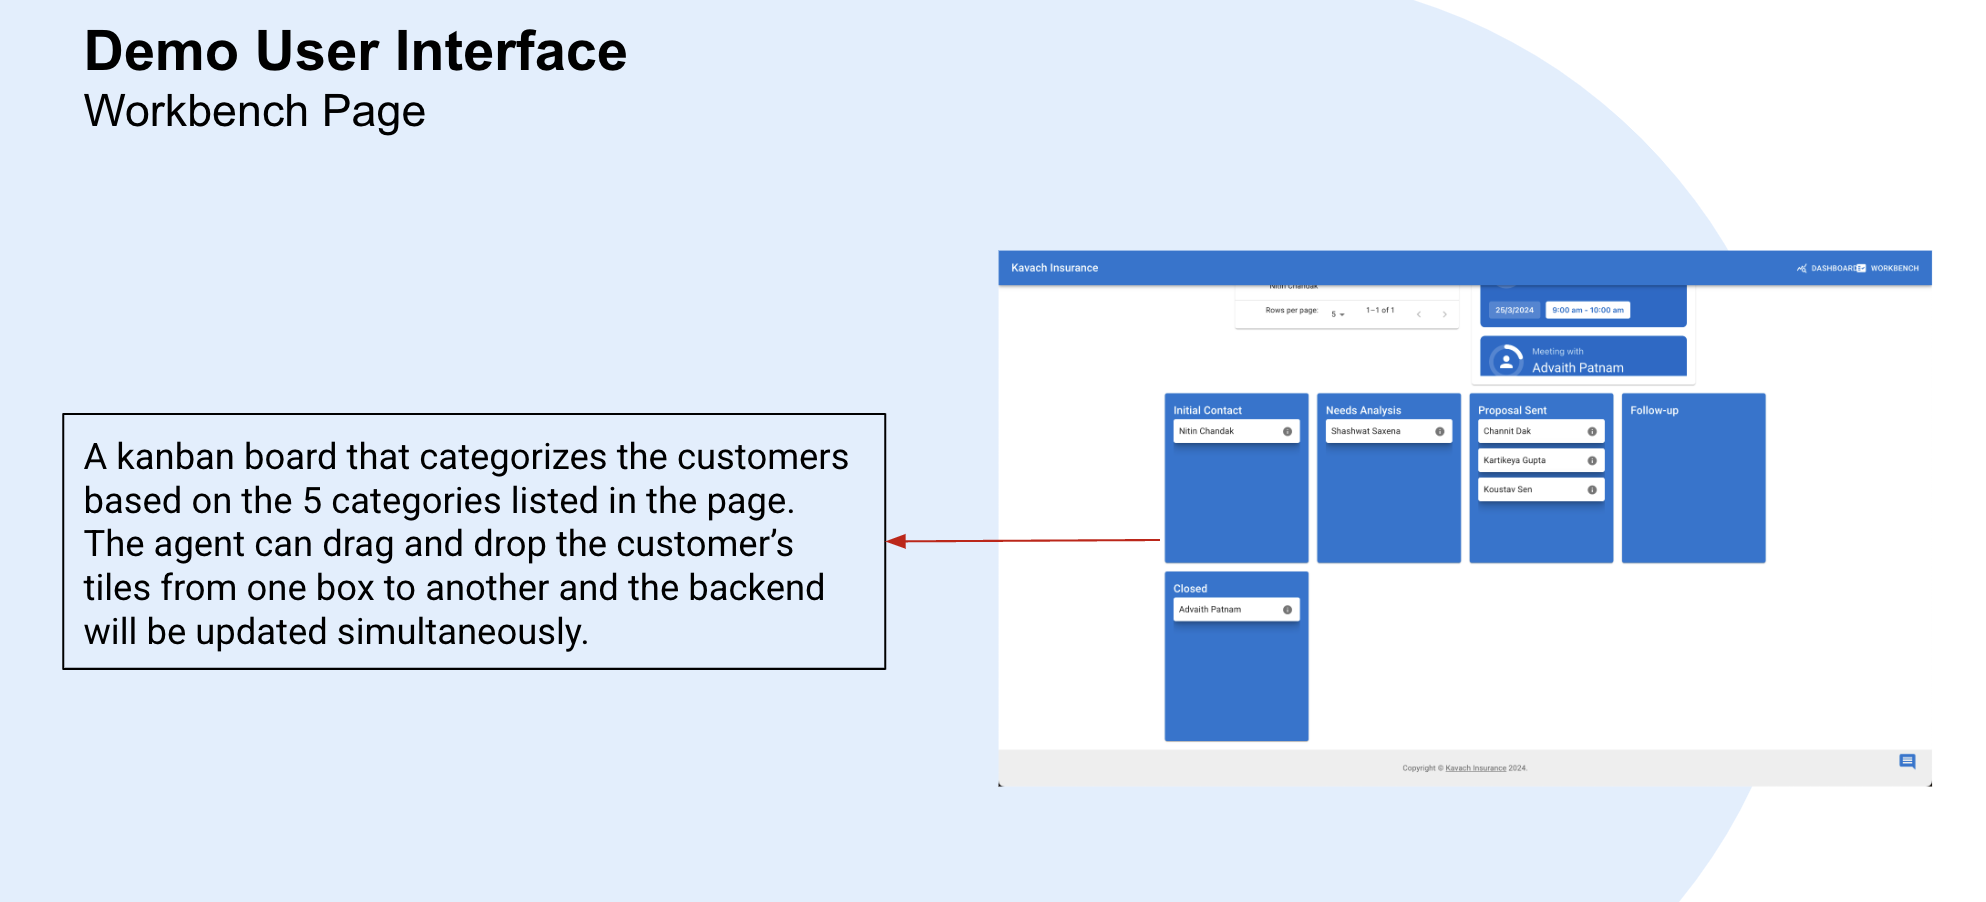 Demo User Interface
Workbench Page
A kanban board that categorizes the customers
based on the 5 categories listed in the page.
The agent can drag and drop the customer’s
tiles from one box to another and the backend
will be updated simultaneously.
Kavach Insurance
DASHBOARD WORKBENCH
Nitin Chandak
Rows per page: 5 1–1 of 1
25/3/2024 9:00 am - 10:00 am
Meeting with
Advaith Patnam
Initial Contact
Nitin Chandak
Needs Analysis
Shashwat Saxena
Proposal Sent
Channit Dak
Kartikeya Gupta
Koustav Sen
Follow-up
Closed
Advaith Patnam
Copyright © Kavach Insurance 2024.